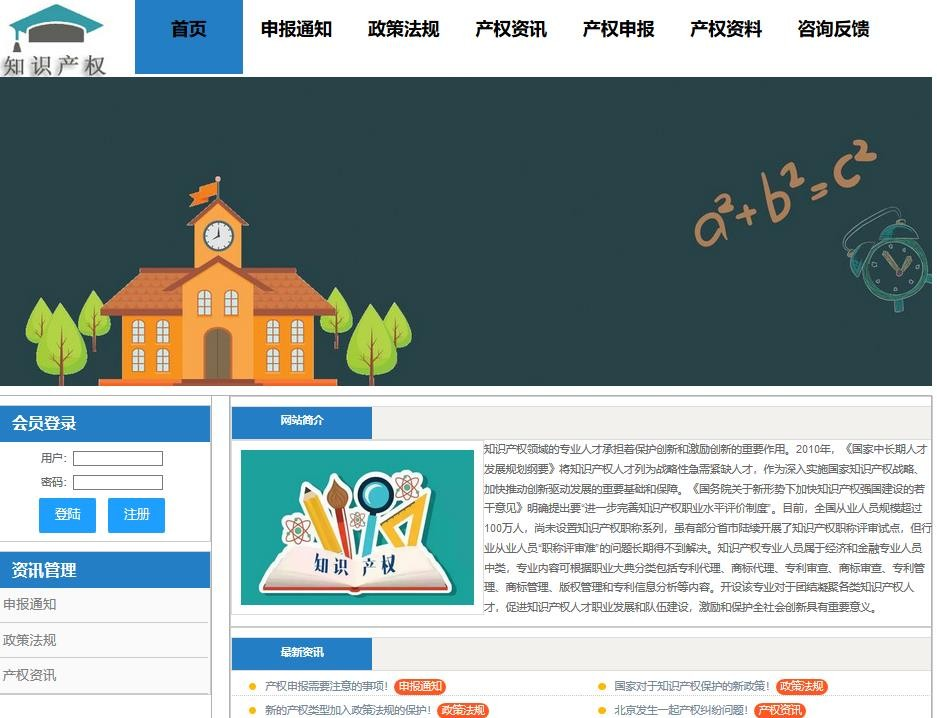 知识产权
首页 申报通知 政策法规 产权资讯 产权申报 产权资料 咨询反馈
a²+b²=c²
会员登录
用户:
密码:
登陆 注册
资讯管理
申报通知
政策法规
产权资讯
网站简介
知识产权
知识产权领域的专业人才承担着保护创新和激励创新的重要作用。2010年，《国家中长期人才
发展规划纲要》将知识产权人才列为战略性急需紧缺人才，作为深入实施国家知识产权战略、
加快推动创新驱动发展的重要基础和保障。《国务院关于新形势下加快知识产权强国建设的若
干意见》明确提出要“进一步完善知识产权职业水平评价制度”。目前，全国从业人员规模超过
100万人，尚未设置知识产权职称系列，虽有部分省市陆续开展了知识产权职称评审试点，但行
业从业人员“职称评审难”的问题长期得不到解决。知识产权专业人员属于经济和金融专业人员
中类，专业内容可根据职业大典分类包括专利代理、商标代理、专利审查、商标审查、专利管
理、商标管理、版权管理和专利信息分析等内容。开设该专业对于团结凝聚各类知识产权人
才，促进知识产权人才职业发展和队伍建设，激励和保护全社会创新具有重要意义。
最新资讯
产权申报需要注意的事项！ 申报通知
国家对于知识产权保护的新政策！ 政策法规
新的产权类型加入政策法规的保护！ 政策法规
北京发生一起产权纠纷问题！ 产权资讯